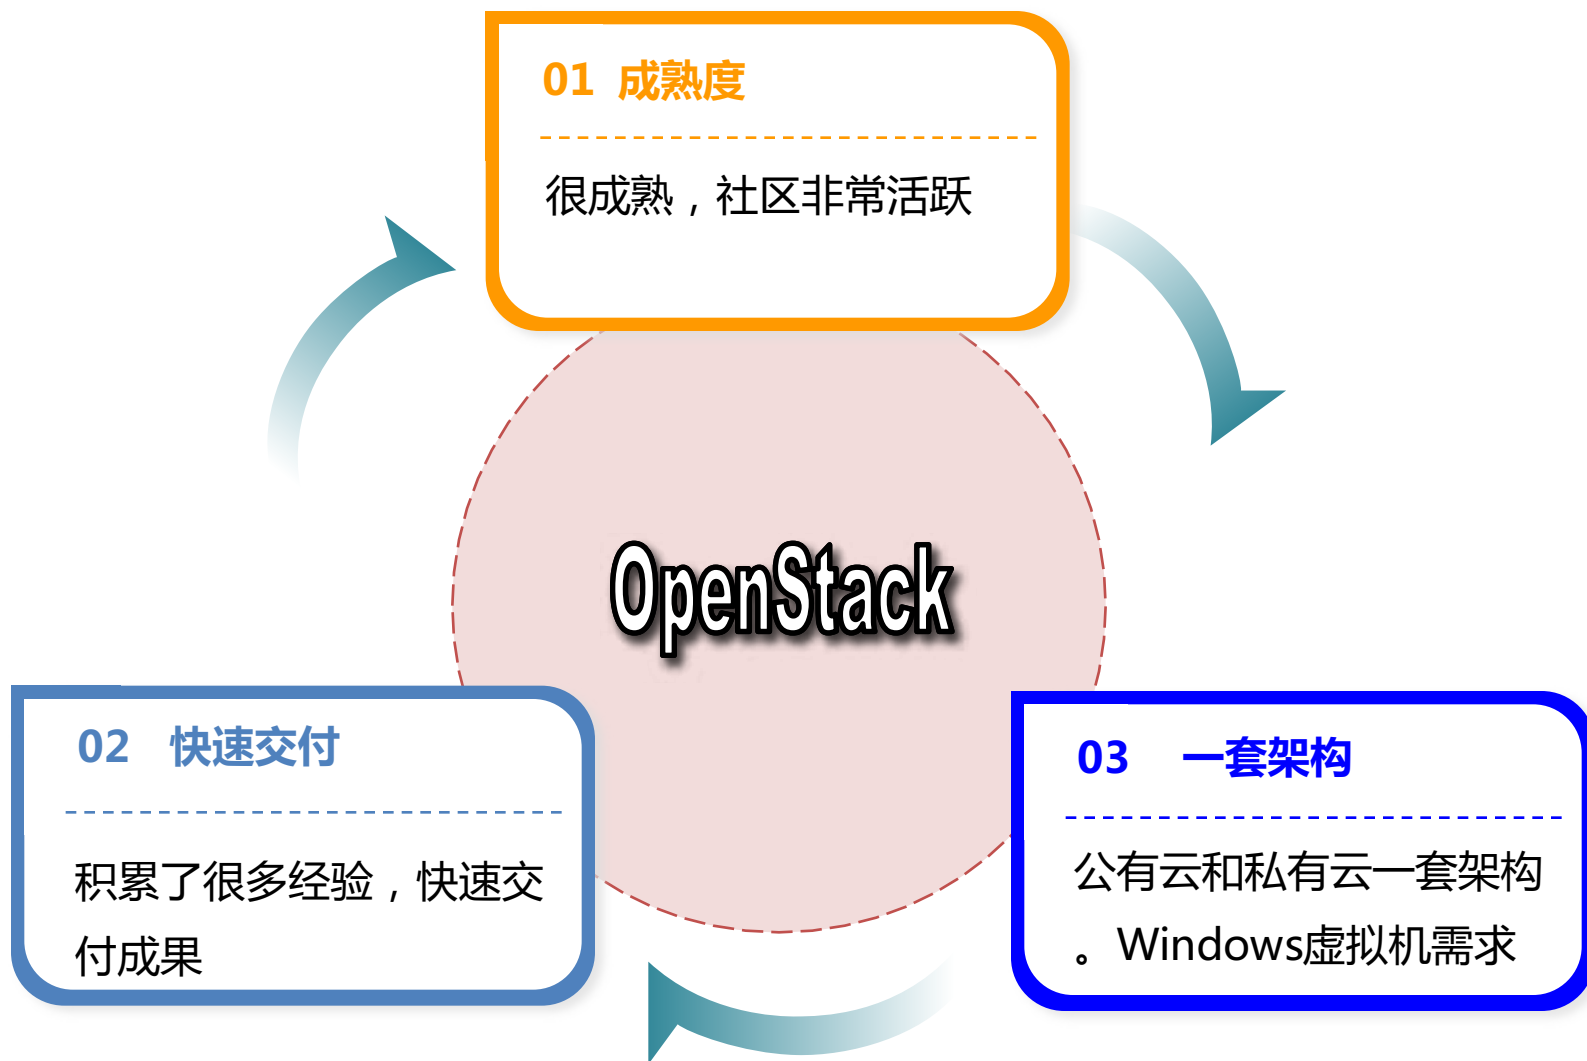 01 成熟度
很成熟，社区非常活跃
OpenStack
02 快速交付
积累了很多经验，快速交
付成果
03 一套架构
公有云和私有云一套架构
。Windows虚拟机需求